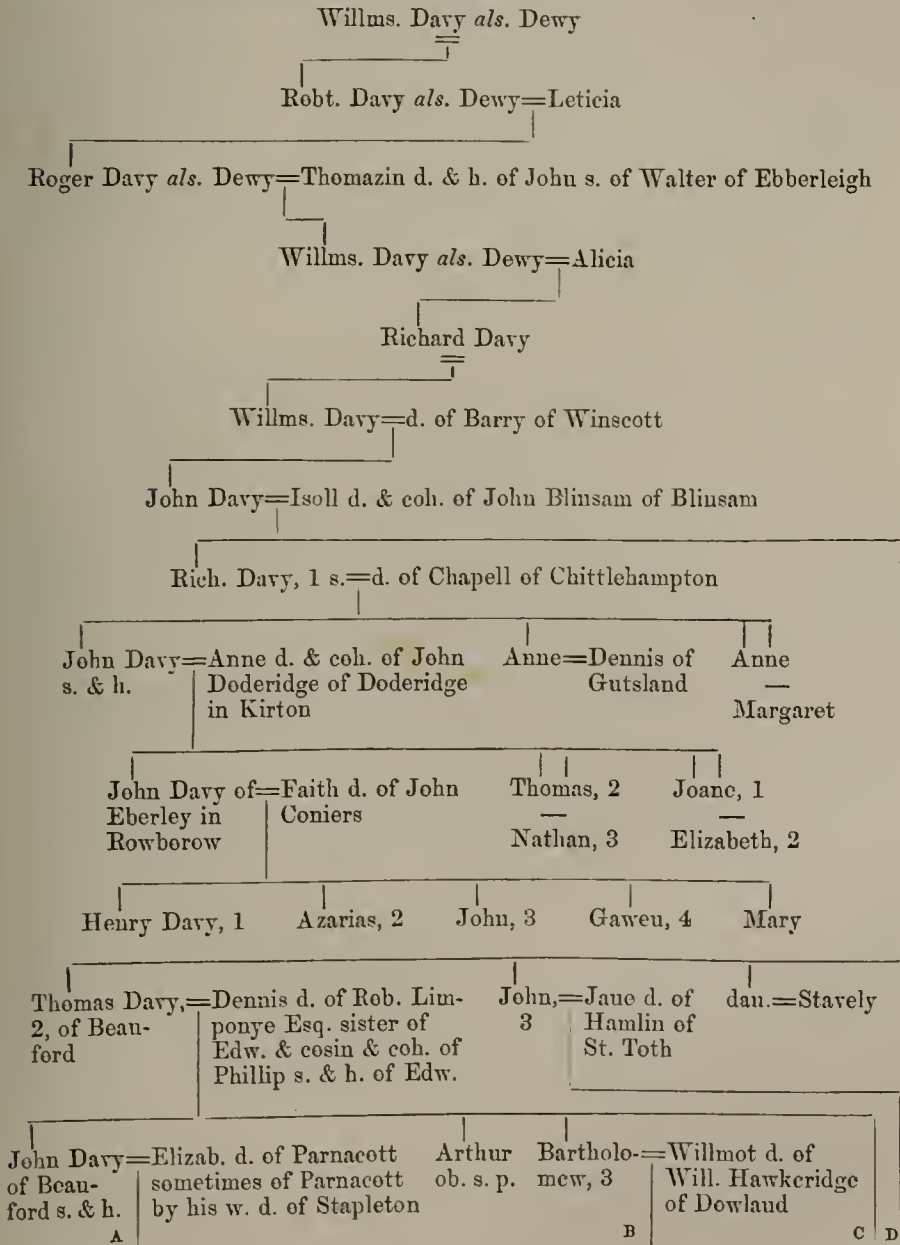 Willms. Davy als. Dewy
Robt. Davy als. Dewy=Leticia
Roger Davy als. Dewy=Thomazin d. & h. of John s. of Walter of Ebberleigh
Willms. Davy als. Dewy=Alicia
Richard Davy
Willms. Davy=d. of Barry of Winscott
John Davy=Isoll d. & coh. of John Blinsam of Bliusam
Rich. Davy, 1 s.=d. of Chapell of Chittlehampton
John Davy=
s. & h.
Anne d. & coh. of John
Doderidge of Doderidge
in Kirton
Anne=Dennis of
Gutsland
Anne
—
Margaret
John Davy of=
Eberley in
Rowborow
Faith d. of John
Coniers
Thomas, 2
—
Nathan, 3
Joane, 1
—
Elizabeth, 2
Henry Davy, 1
Azarias, 2
John, 3
Gaweu, 4
Mary
Thomas Davy,=
2, of Beau-
ford
Dennis d. of Rob. Lim-
ponye Esq. sister of
Edw. & cosin & coh. of
Phillip s. & h. of Edw.
John,=
3
Jaue d. of
Hamlin of
St. Toth
dau.=Stavely
John Davy=
of Beau-
ford s. & h.
Elizab. d. of Parnacott
sometimes of Parnacott
by his w. d. of Stapleton
A
Arthur
ob. s. p.
Bartholo-=
mew, 3
Willmot d. of
Will. Hawkeridge
of Dowlaud
B
C
D